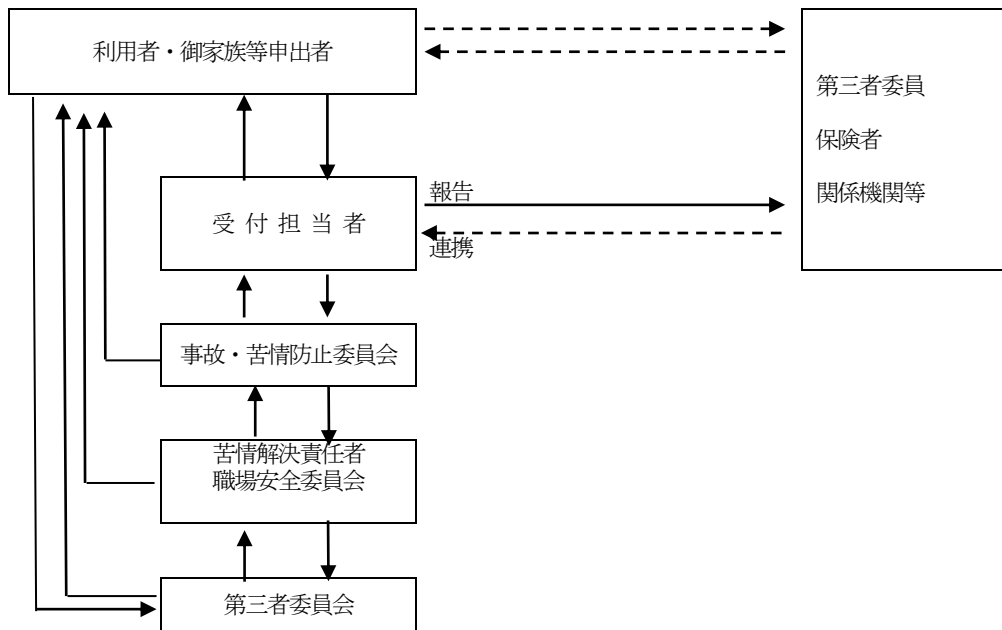 利用者・御家族等申出者
第三者委員
保険者
関係機関等
受付担当者
報告
連携
事故・苦情防止委員会
苦情解決責任者
職場安全委員会
第三者委員会